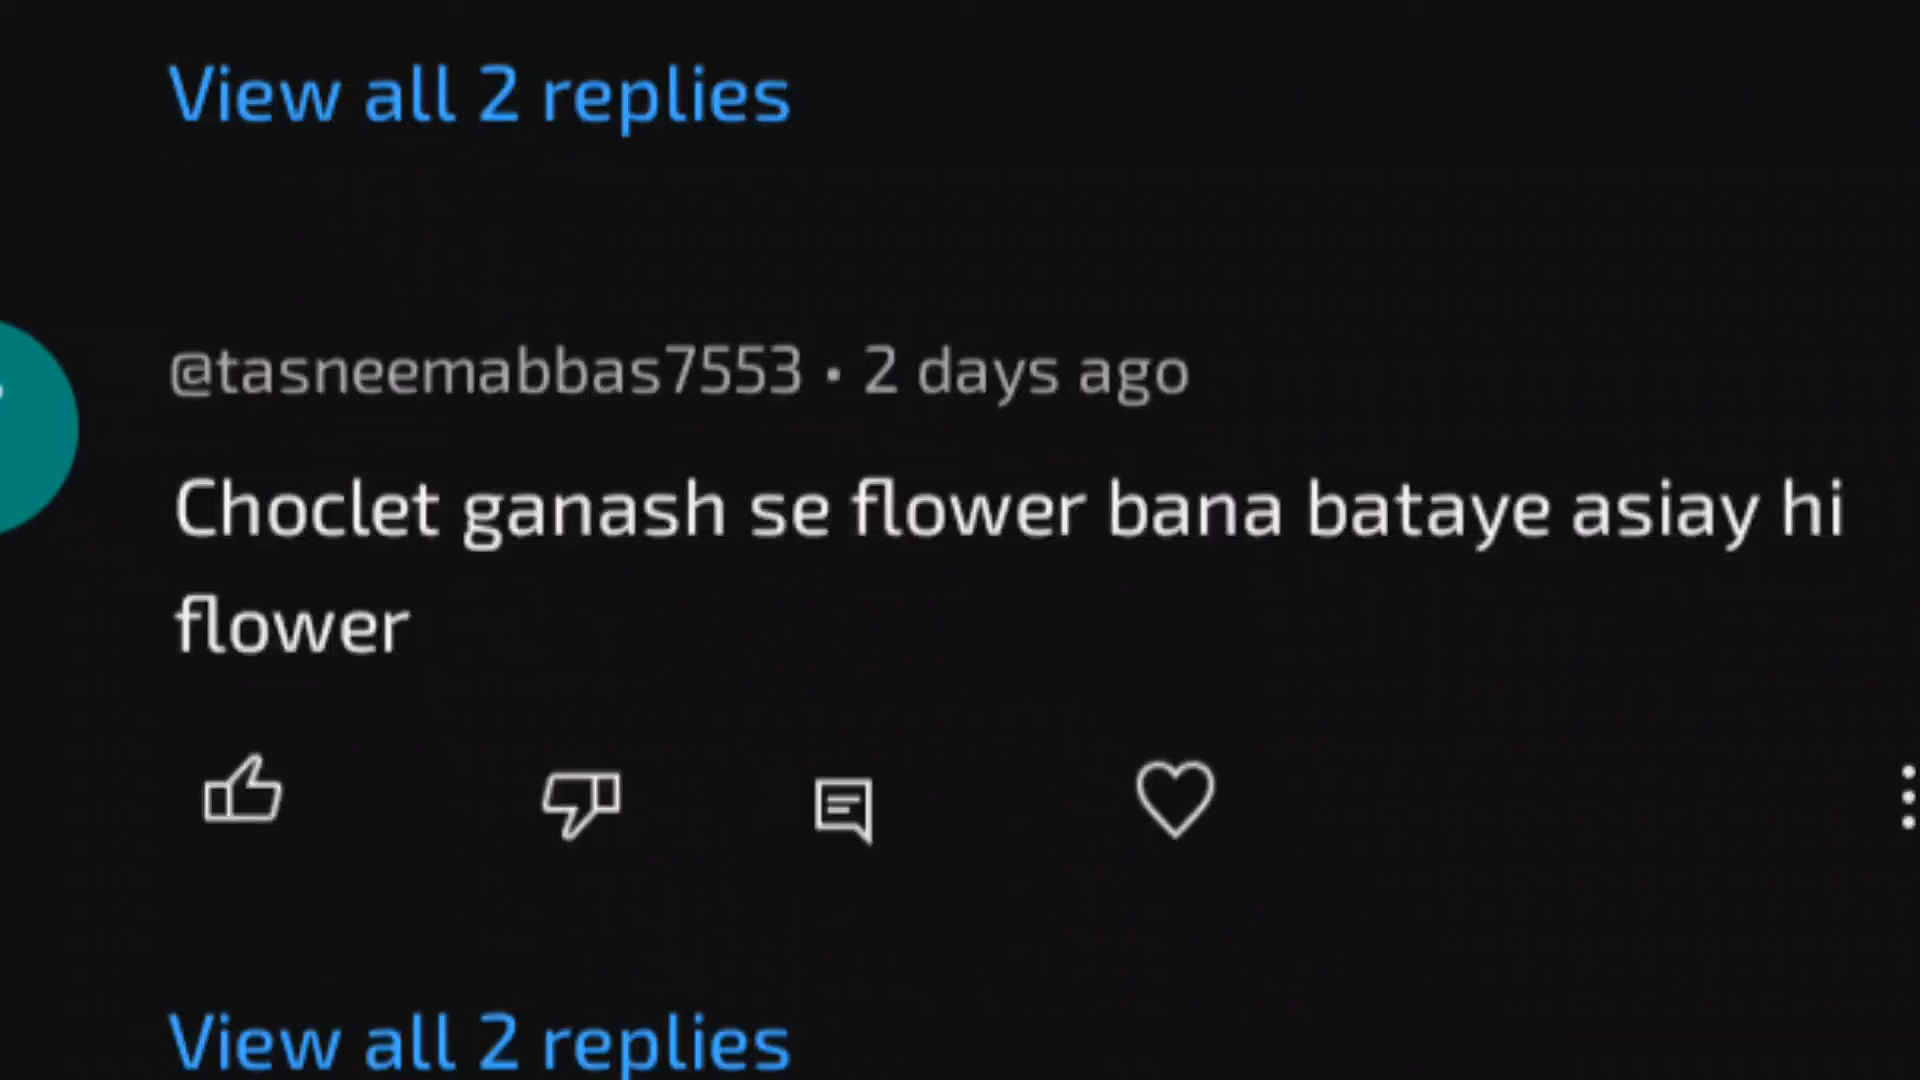 View all 2 replies
@tasneemabbas7553 • 2 days ago
Choclet ganash se flower bana bataye asiay hi
flower
View all 2 replies